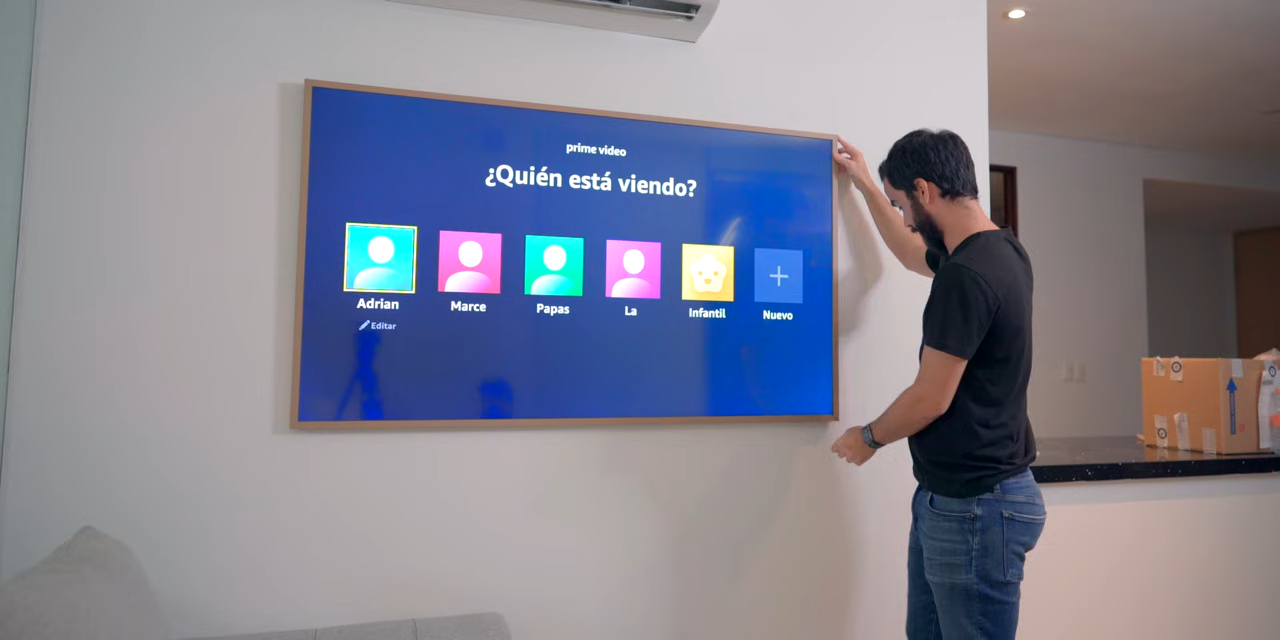 prime video
¿Quién está viendo?
Adrian
Marce
Papas
La
Infantil
Nuevo
Editar